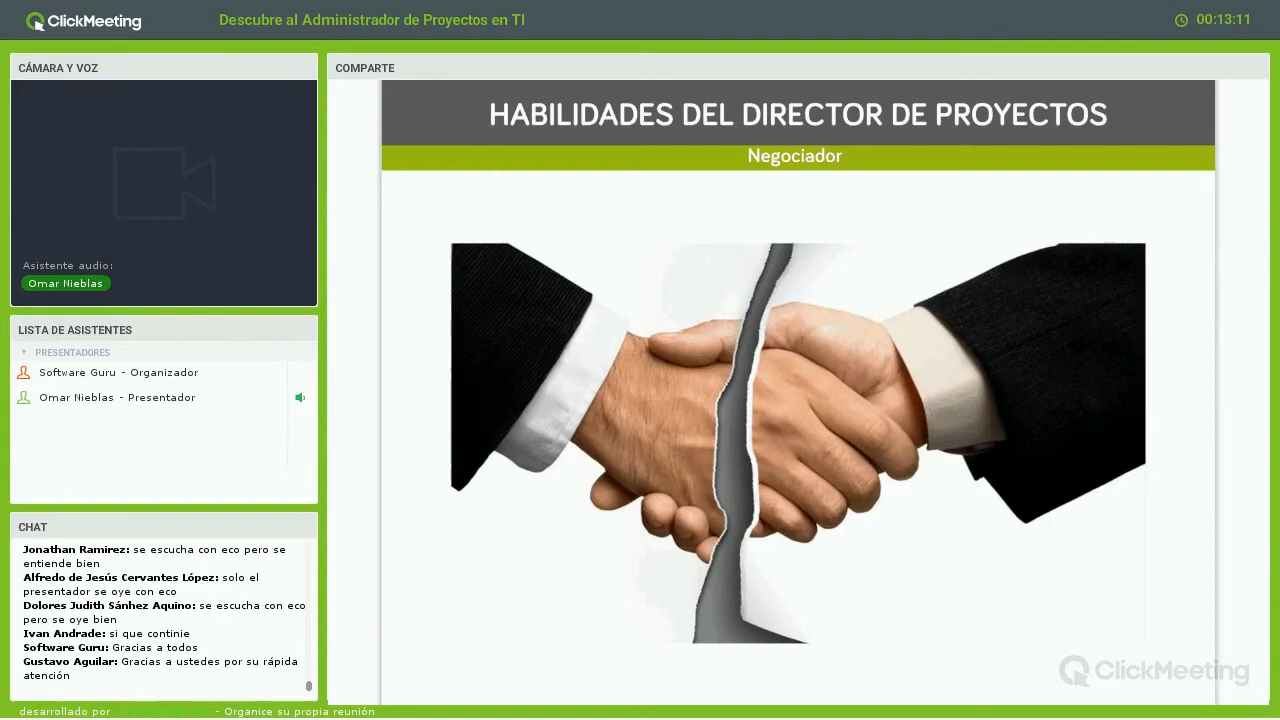 ClickMeeting
Descubre al Administrador de Proyectos en TI
00:13:11
CÁMARA Y VOZ
Asistente audio:
Omar Nieblas
LISTA DE ASISTENTES
PRESENTADORES
Software Guru - Organizador
Omar Nieblas - Presentador
CHAT
Jonathan Ramirez: se escucha con eco pero se
entiende bien
Alfredo de Jesús Cervantes López: solo el
presentador se oye con eco
Dolores Judith Sánhez Aquino: se escucha con eco
pero se oye bien
Ivan Andrade: si que continie
Software Guru: Gracias a todos
Gustavo Aguilar: Gracias a ustedes por su rápida
atención
desarrollado por
- Organice su propia reunión
COMPARTE
HABILIDADES DEL DIRECTOR DE PROYECTOS
Negociador
ClickMeeting